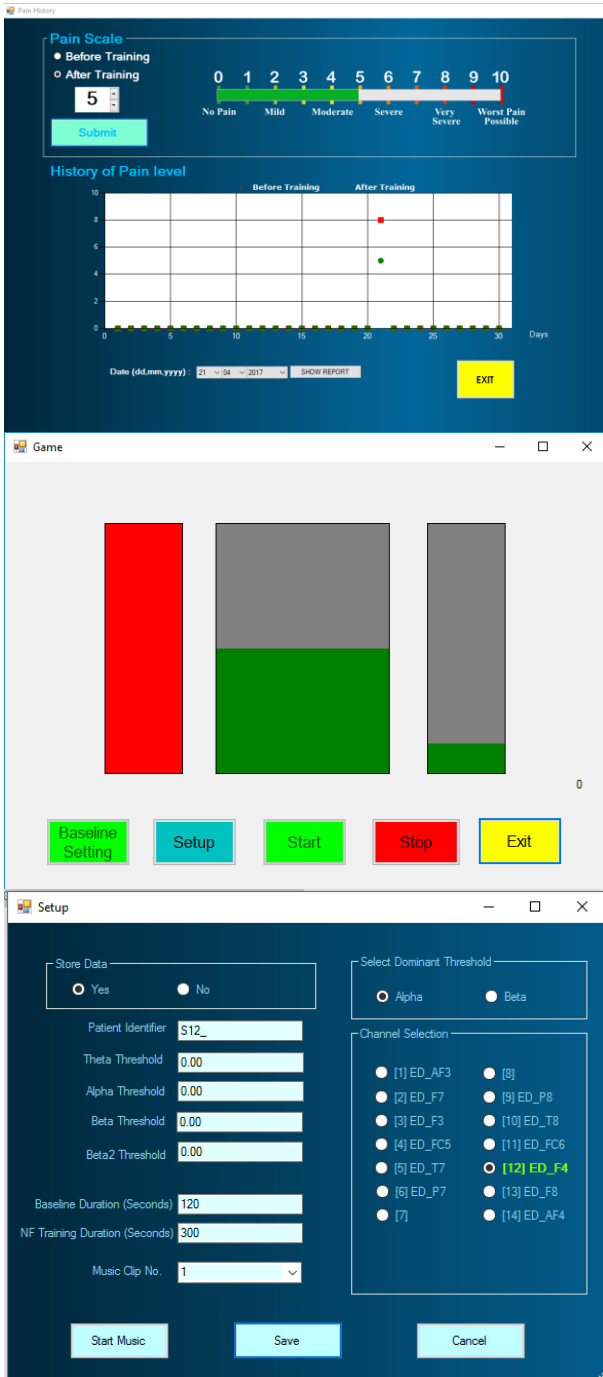 Pain History
Pain Scale
Before Training
After Training
5
Submit
0 1 2 3 4 5 6 7 8 9 10
No Pain Mild Moderate Severe Very Severe Worst Pain Possible
History of Pain level
Before Training After Training
10
8
6
4
2
0
0 5 10 15 20 25 30 Days
Date (dd,mm,yyyy) : 21 04 2017 SHOW REPORT
EXIT
Game
0
Baseline Setting
Setup
Start
Stop
Exit
Setup
Store Data
Yes No
Patient Identifier S12_
Theta Threshold 0.00
Alpha Threshold 0.00
Beta Threshold 0.00
Beta2 Threshold 0.00
Baseline Duration (Seconds) 120
NF Training Duration (Seconds) 300
Music Clip No. 1
Select Dominant Threshold
Alpha Beta
Channel Selection
[1] ED_AF3 [8]
[2] ED_F7 [9] ED_P8
[3] ED_F3 [10] ED_T8
[4] ED_FC5 [11] ED_FC6
[5] ED_T7 [12] ED_F4
[6] ED_P7 [13] ED_F8
[7] [14] ED_AF4
Start Music Save Cancel